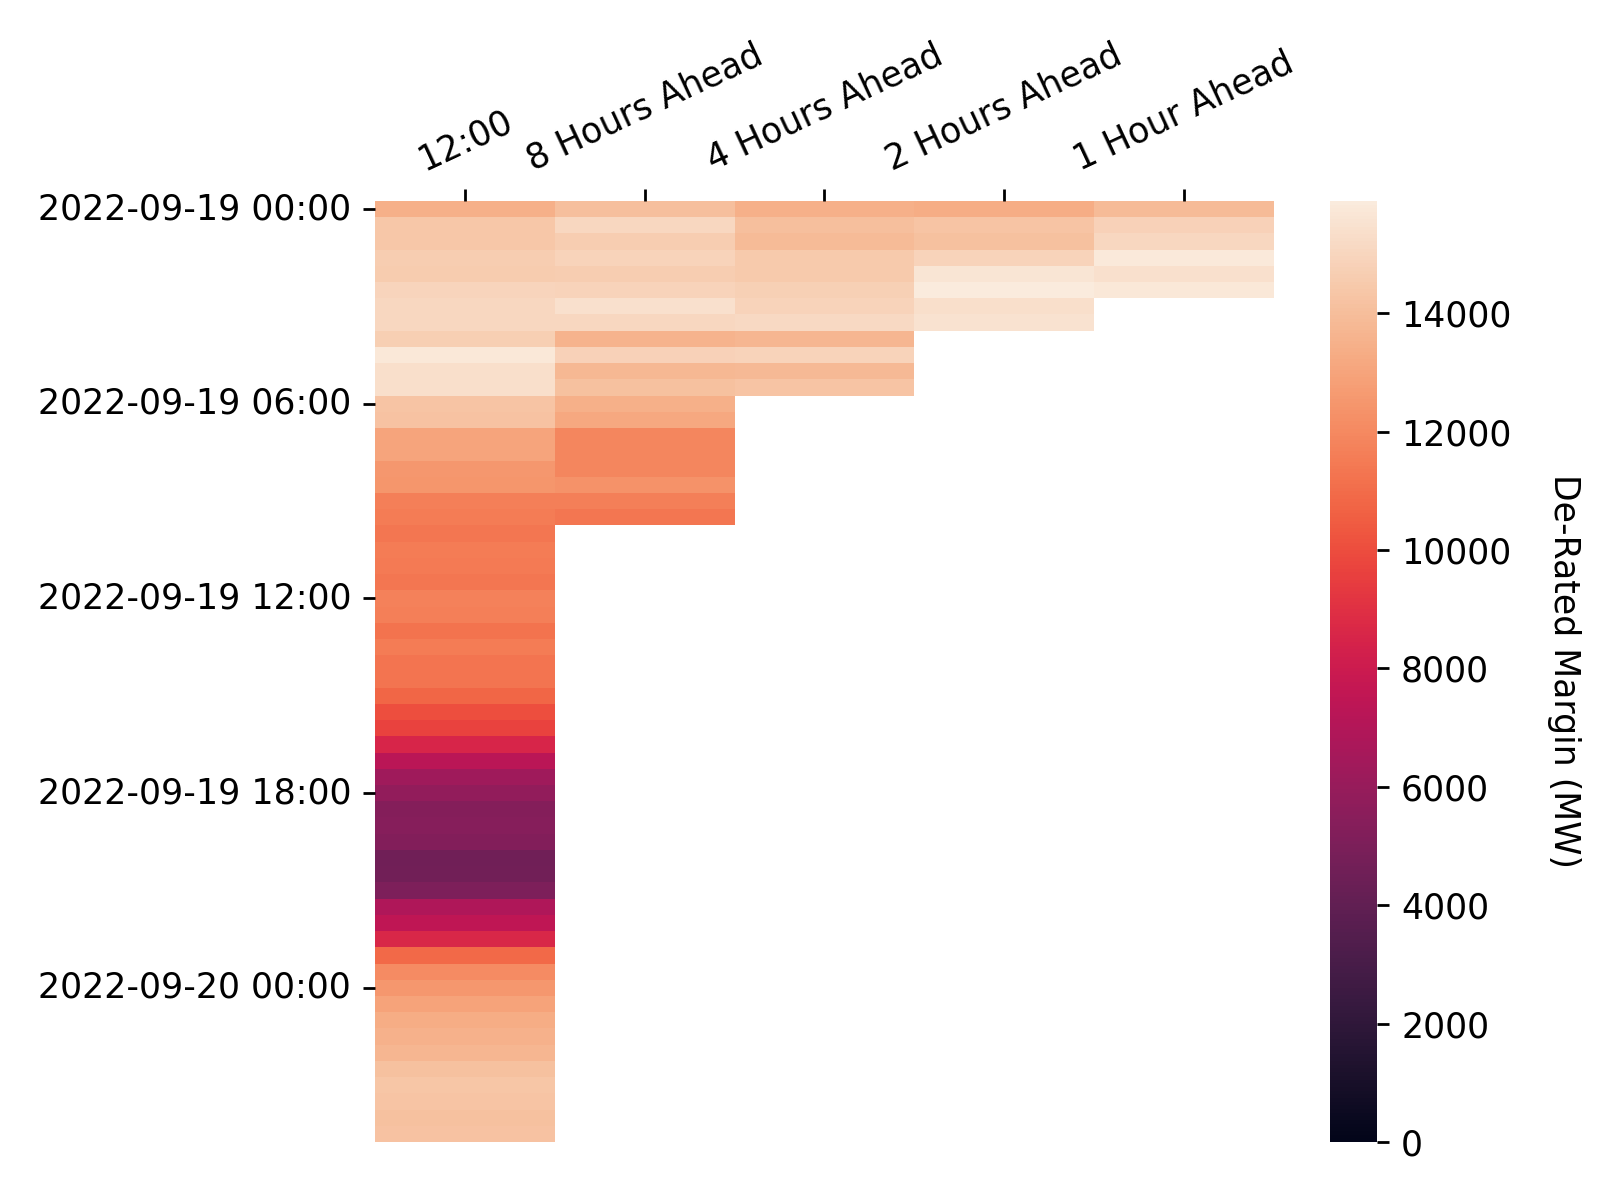 12:00
8 Hours Ahead
4 Hours Ahead
2 Hours Ahead
1 Hour Ahead
2022-09-19 00:00
2022-09-19 06:00
2022-09-19 12:00
2022-09-19 18:00
2022-09-20 00:00
14000
12000
10000
8000
6000
4000
2000
0
De-Rated Margin (MW)